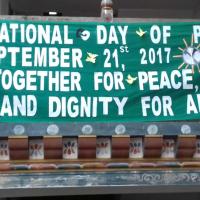 NATIONAL DAY OF P
SEPTEMBER 21st 2017
TOGETHER FOR PEACE,
AND DIGNITY FOR A